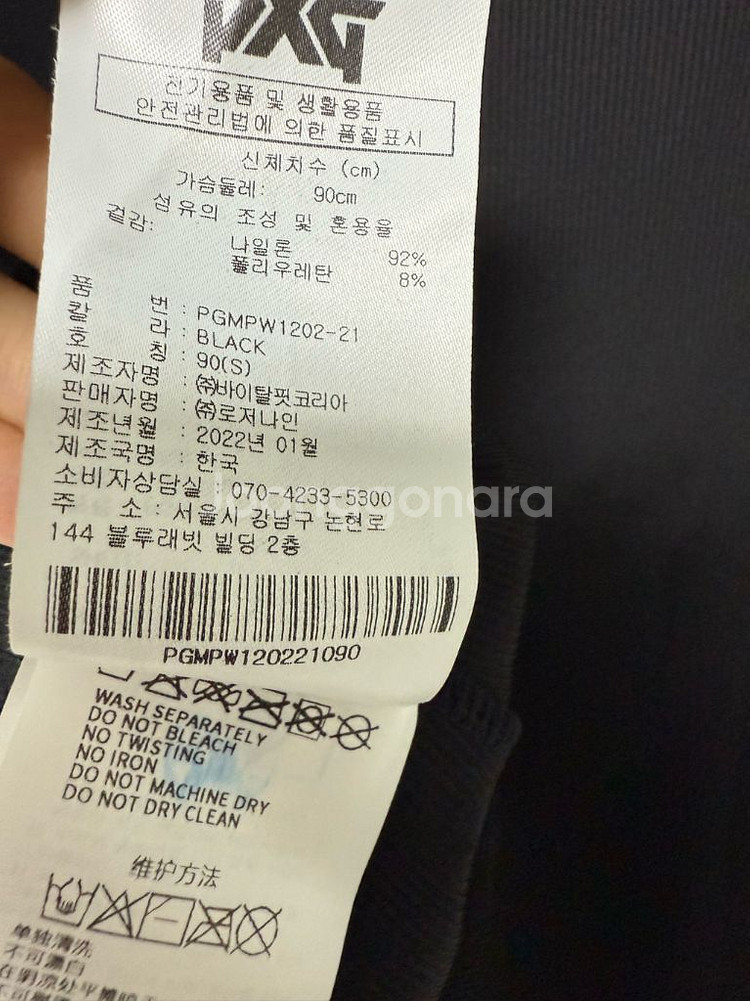 PXG
전기용품 및 생활용품
안전관리법에 의한 품질표시
신체치수 (cm)
가슴둘레: 90cm
섬유의 조성 및 혼용율
겉감:
나일론 92%
폴리우레탄 8%
품 번 : PGMPW1202-21
칼 라 : BLACK
호 칭 : 90(S)
제조자명 : ㈜바이탈핏코리아
판매자명 : ㈜로저나인
제조년월 : 2022년 01월
제조국명 : 한국
소비자상담실 : 070-4233-5300
주 소 : 서울시 강남구 논현로
144 블루래빗 빌딩 2층
PGMPW120221090
WASH SEPARATELY
DO NOT BLEACH
NO TWISTING
NO IRON
DO NOT MACHINE DRY
DO NOT DRY CLEAN
维护方法
单独清洗
不可漂白
joonggonara